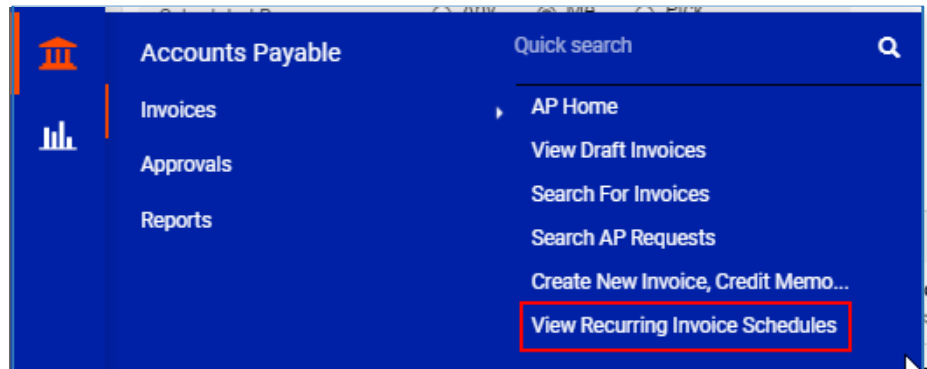 Accounts Payable
Quick search
Invoices
Approvals
Reports
AP Home
View Draft Invoices
Search For Invoices
Search AP Requests
Create New Invoice, Credit Memo...
View Recurring Invoice Schedules